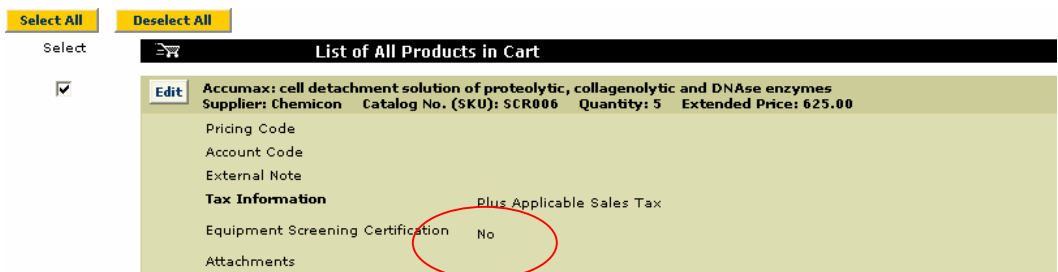 Select All Deselect All
Select List of All Products in Cart
Edit Accumax: cell detachment solution of proteolytic, collagenolytic and DNAse enzymes
Supplier: Chemicon Catalog No. (SKU): SCR006 Quantity: 5 Extended Price: 625.00
Pricing Code
Account Code
External Note
Tax Information Plus Applicable Sales Tax
Equipment Screening Certification No
Attachments